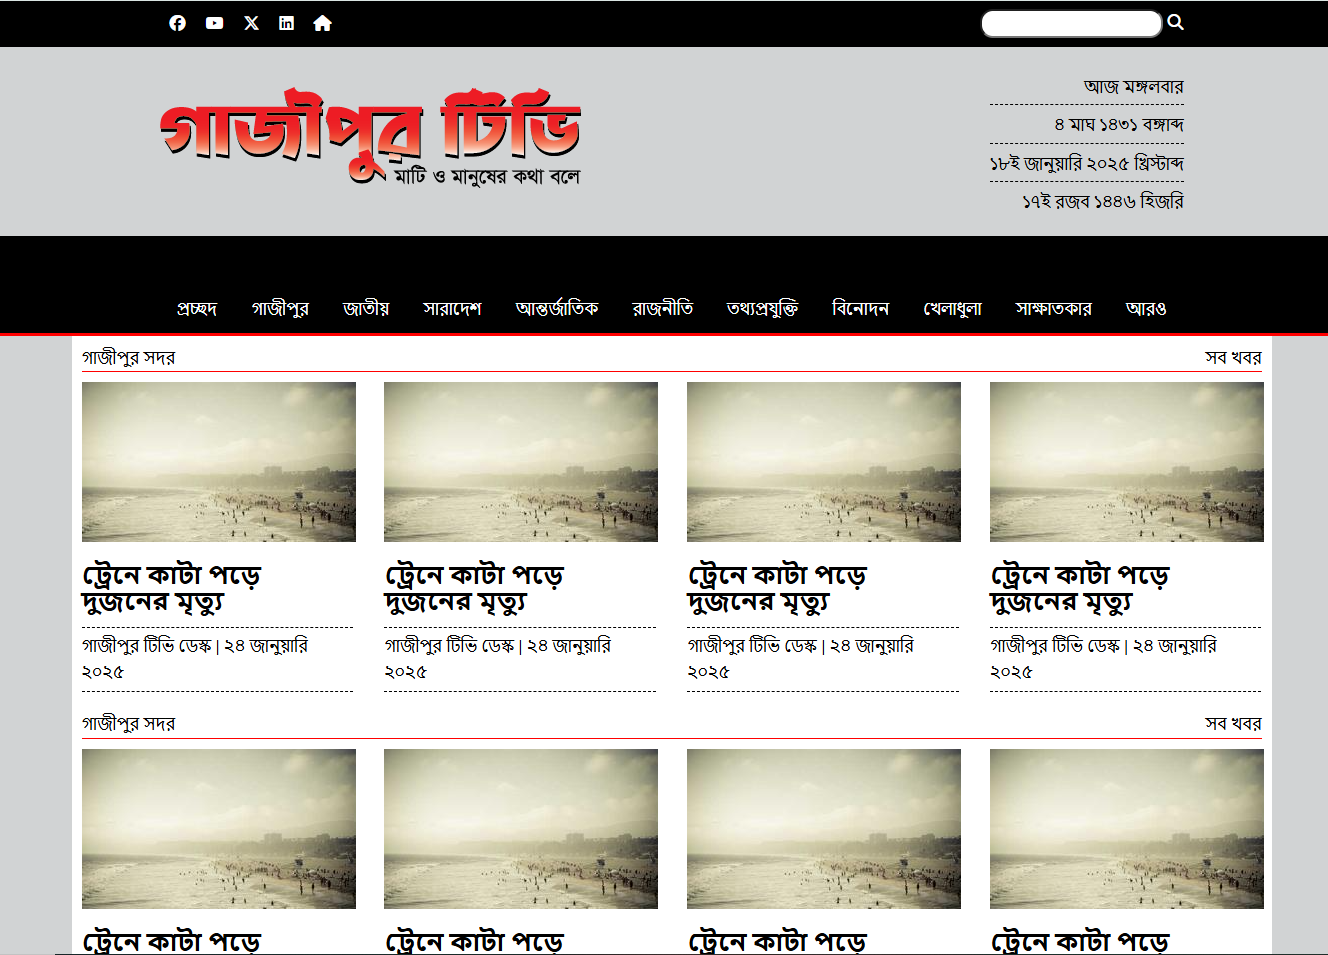 আজ মঙ্গলবার
গাজীপুর টিভি
৪ মাঘ ১৪৩১ বঙ্গাব্দ
১৮ই জানুয়ারি ২০২৫ খ্রিস্টাব্দ
মাটি ও মানুষের কথা বলে
১৭ই রজব ১৪৪৬ হিজরি
প্রচ্ছদ গাজীপুর জাতীয় সারাদেশ আন্তর্জাতিক রাজনীতি তথ্যপ্রযুক্তি বিনোদন খেলাধুলা সাক্ষাতকার আরও
গাজীপুর সদর সব খবর
ট্রেনে কাটা পড়ে
দুজনের মৃত্যু
গাজীপুর টিভি ডেস্ক | ২৪ জানুয়ারি
২০২৫
ট্রেনে কাটা পড়ে
দুজনের মৃত্যু
গাজীপুর টিভি ডেস্ক | ২৪ জানুয়ারি
২০২৫
ট্রেনে কাটা পড়ে
দুজনের মৃত্যু
গাজীপুর টিভি ডেস্ক | ২৪ জানুয়ারি
২০২৫
ট্রেনে কাটা পড়ে
দুজনের মৃত্যু
গাজীপুর টিভি ডেস্ক | ২৪ জানুয়ারি
২০২৫
গাজীপুর সদর সব খবর
ট্রেনে কাটা পড়ে
ট্রেনে কাটা পড়ে
ট্রেনে কাটা পড়ে
ট্রেনে কাটা পড়ে